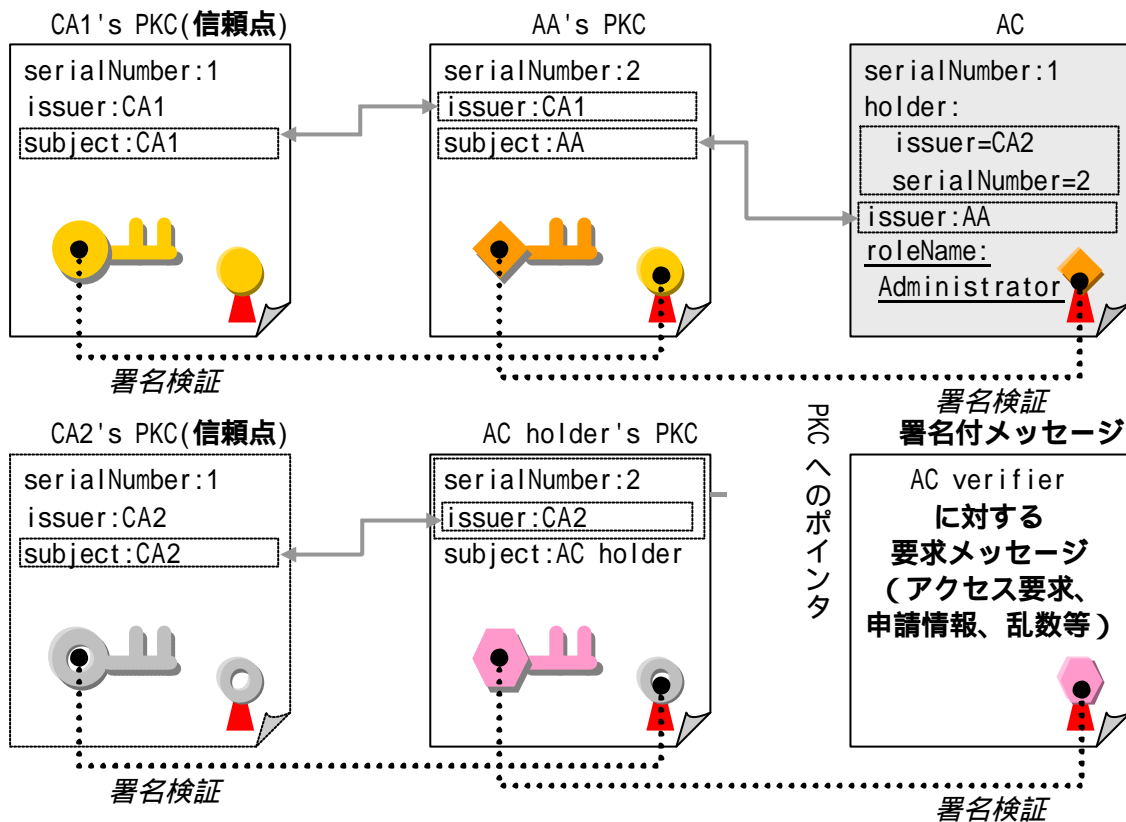 CA1's PKC(信頼点)
serialNumber:1
issuer:CA1
subject:CA1
AA's PKC
serialNumber:2
issuer:CA1
subject:AA
AC
serialNumber:1
holder:
issuer=CA2
serialNumber=2
issuer:AA
roleName:
Administrator
署名検証
署名検証
CA2's PKC(信頼点)
serialNumber:1
issuer:CA2
subject:CA2
AC holder's PKC
serialNumber:2
issuer:CA2
subject:AC holder
PKC へのポインタ
署名付メッセージ
AC verifier
に対する
要求メッセージ
(アクセス要求、
申請情報、乱数等)
署名検証
署名検証